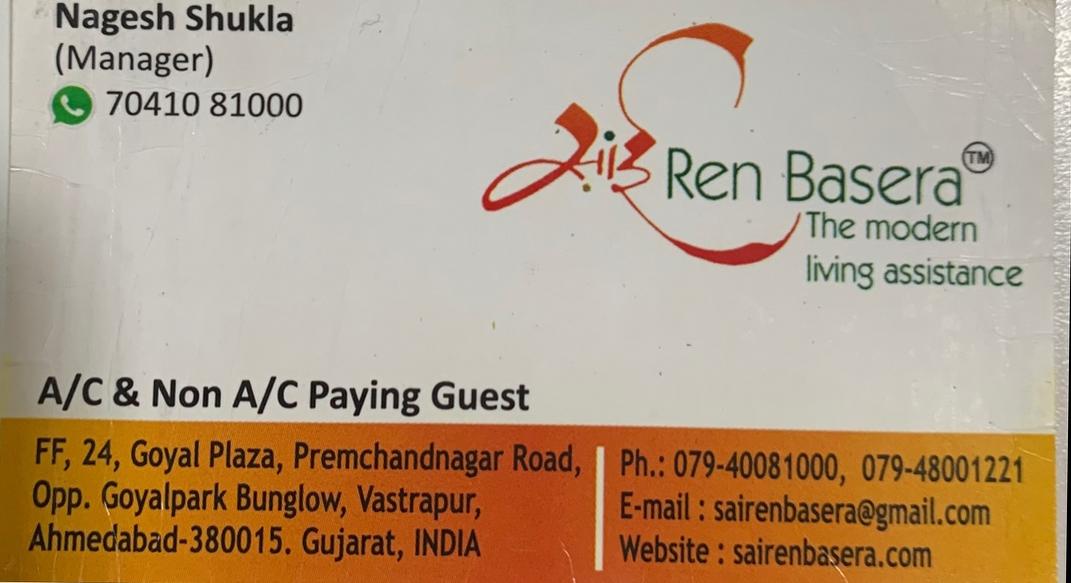 Nagesh Shukla
(Manager)
70410 81000
साँई Ren Basera TM
The modern
living assistance
A/C & Non A/C Paying Guest
FF, 24, Goyal Plaza, Premchandnagar Road,
Opp. Goyalpark Bunglow, Vastrapur,
Ahmedabad-380015. Gujarat, INDIA
Ph.: 079-40081000, 079-48001221
E-mail : sairenbasera@gmail.com
Website : sairenbasera.com